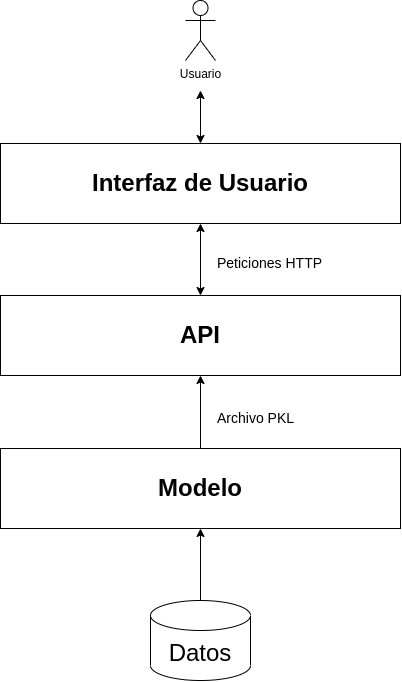 Usuario
Interfaz de Usuario
Peticiones HTTP
API
Archivo PKL
Modelo
Datos